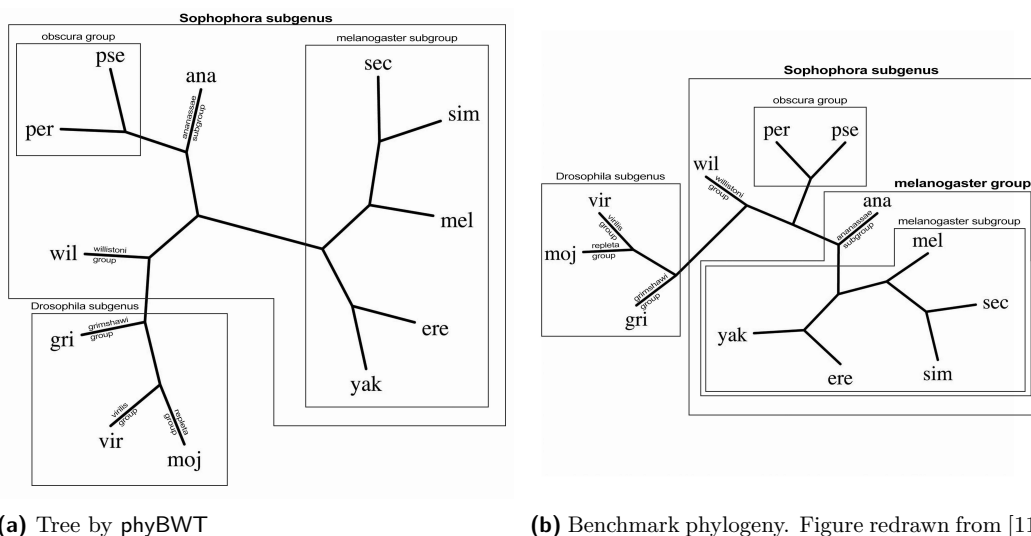 Sophophora subgenus
obscura group
melanogaster subgroup
pse
ana
sec
sim
per
ananassae
subgroup
mel
wil
willistoni
group
Drosophila subgenus
gri
grimshawi
group
ere
yak
virilis
group
repleta
group
vir
moj
(a) Tree by phyBWT
Sophophora subgenus
obscura group
per
pse
wil
willistoni
group
Drosophila subgenus
melanogaster group
vir
virilis
group
ana
ananassae
subgroup
melanogaster subgroup
mel
moj
repleta
group
grimshawi
group
gri
sec
yak
ere
sim
(b) Benchmark phylogeny. Figure redrawn from [11